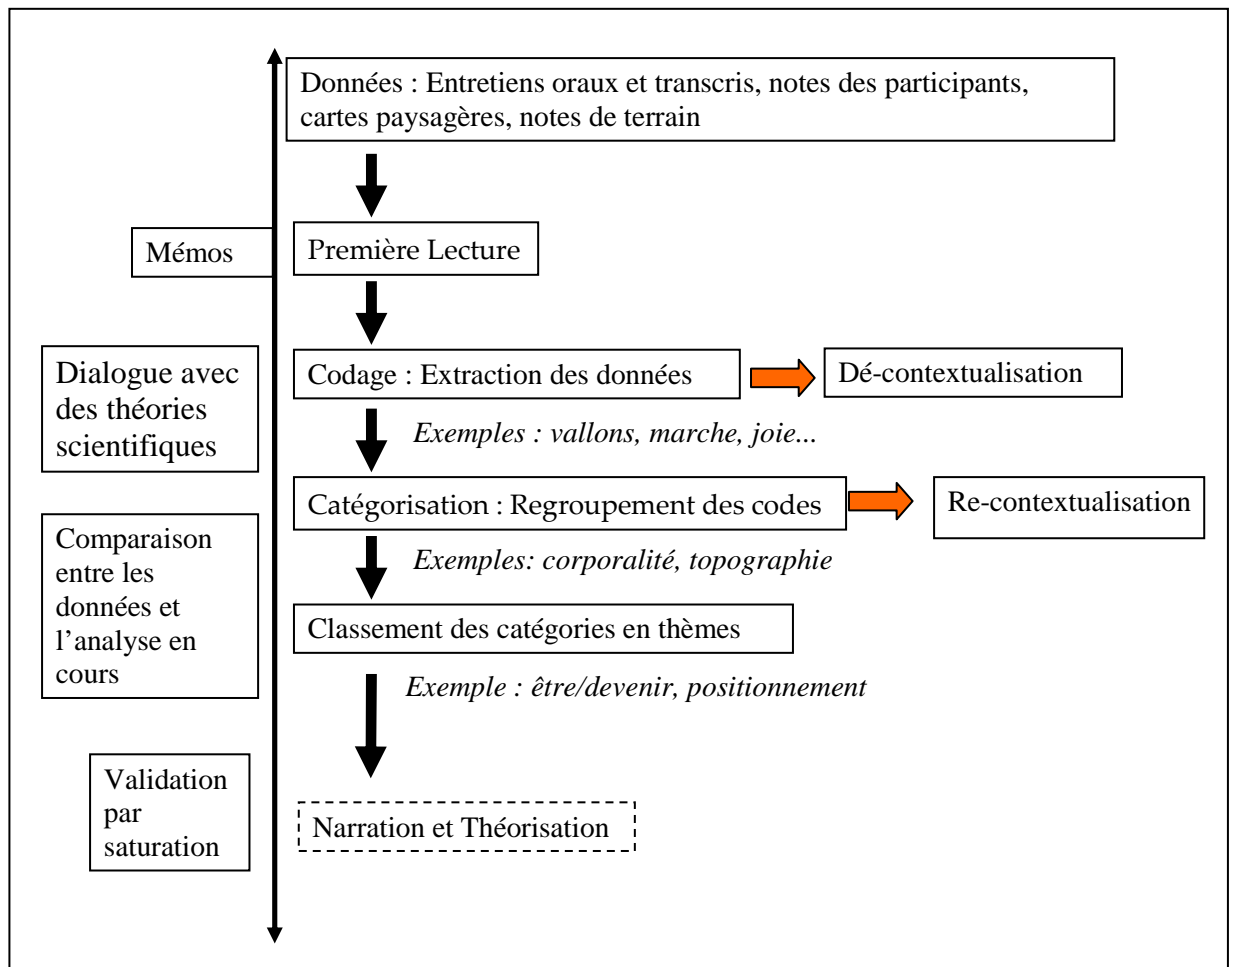 Données : Entretiens oraux et transcris, notes des participants,
cartes paysagères, notes de terrain
Mémos
Première Lecture
Dialogue avec
des théories
scientifiques
Codage : Extraction des données
Dé-contextualisation
Exemples : vallons, marche, joie...
Catégorisation : Regroupement des codes
Re-contextualisation
Comparaison
entre les
données et
l’analyse en
cours
Exemples: corporalité, topographie
Classement des catégories en thèmes
Exemple : être/devenir, positionnement
Validation
par
saturation
Narration et Théorisation